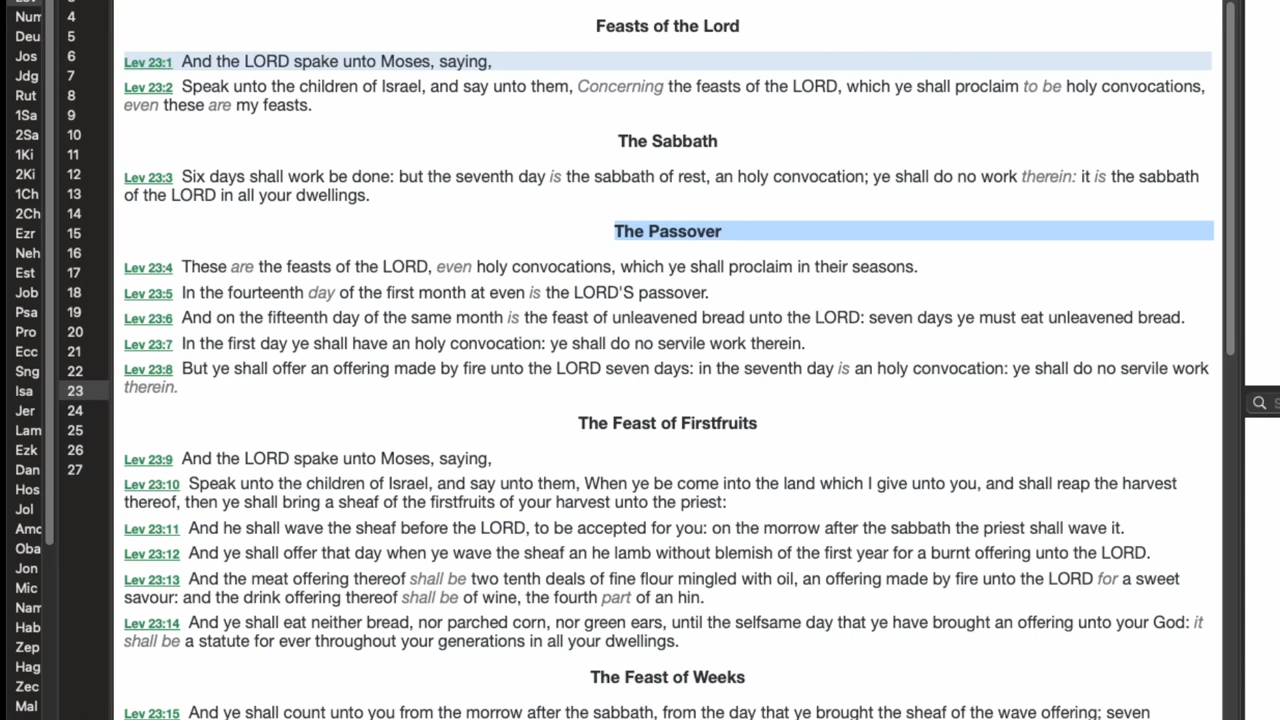 Num
Deu
Jos
Jdg
Rut
1Sa
2Sa
1Ki
2Ki
1Ch
2Ch
Ezr
Neh
Est
Job
Psa
Pro
Ecc
Sng
Isa
Jer
Lam
Ezk
Dan
Hos
Jol
Amo
Oba
Jon
Mic
Nam
Hab
Zep
Hag
Zec
Mal
4
5
6
7
8
9
10
11
12
13
14
15
16
17
18
19
20
21
22
23
24
25
26
27
Feasts of the Lord
Lev 23:1 And the LORD spake unto Moses, saying,
Lev 23:2 Speak unto the children of Israel, and say unto them, Concerning the feasts of the LORD, which ye shall proclaim to be holy convocations,
even these are my feasts.
The Sabbath
Lev 23:3 Six days shall work be done: but the seventh day is the sabbath of rest, an holy convocation; ye shall do no work therein: it is the sabbath
of the LORD in all your dwellings.
The Passover
Lev 23:4 These are the feasts of the LORD, even holy convocations, which ye shall proclaim in their seasons.
Lev 23:5 In the fourteenth day of the first month at even is the LORD'S passover.
Lev 23:6 And on the fifteenth day of the same month is the feast of unleavened bread unto the LORD: seven days ye must eat unleavened bread.
Lev 23:7 In the first day ye shall have an holy convocation: ye shall do no servile work therein.
Lev 23:8 But ye shall offer an offering made by fire unto the LORD seven days: in the seventh day is an holy convocation: ye shall do no servile work
therein.
The Feast of Firstfruits
Lev 23:9 And the LORD spake unto Moses, saying,
Lev 23:10 Speak unto the children of Israel, and say unto them, When ye be come into the land which I give unto you, and shall reap the harvest
thereof, then ye shall bring a sheaf of the firstfruits of your harvest unto the priest:
Lev 23:11 And he shall wave the sheaf before the LORD, to be accepted for you: on the morrow after the sabbath the priest shall wave it.
Lev 23:12 And ye shall offer that day when ye wave the sheaf an he lamb without blemish of the first year for a burnt offering unto the LORD.
Lev 23:13 And the meat offering thereof shall be two tenth deals of fine flour mingled with oil, an offering made by fire unto the LORD for a sweet
savour: and the drink offering thereof shall be of wine, the fourth part of an hin.
Lev 23:14 And ye shall eat neither bread, nor parched corn, nor green ears, until the selfsame day that ye have brought an offering unto your God: it
shall be a statute for ever throughout your generations in all your dwellings.
The Feast of Weeks
Lev 23:15 And ye shall count unto you from the morrow after the sabbath, from the day that ye brought the sheaf of the wave offering; seven